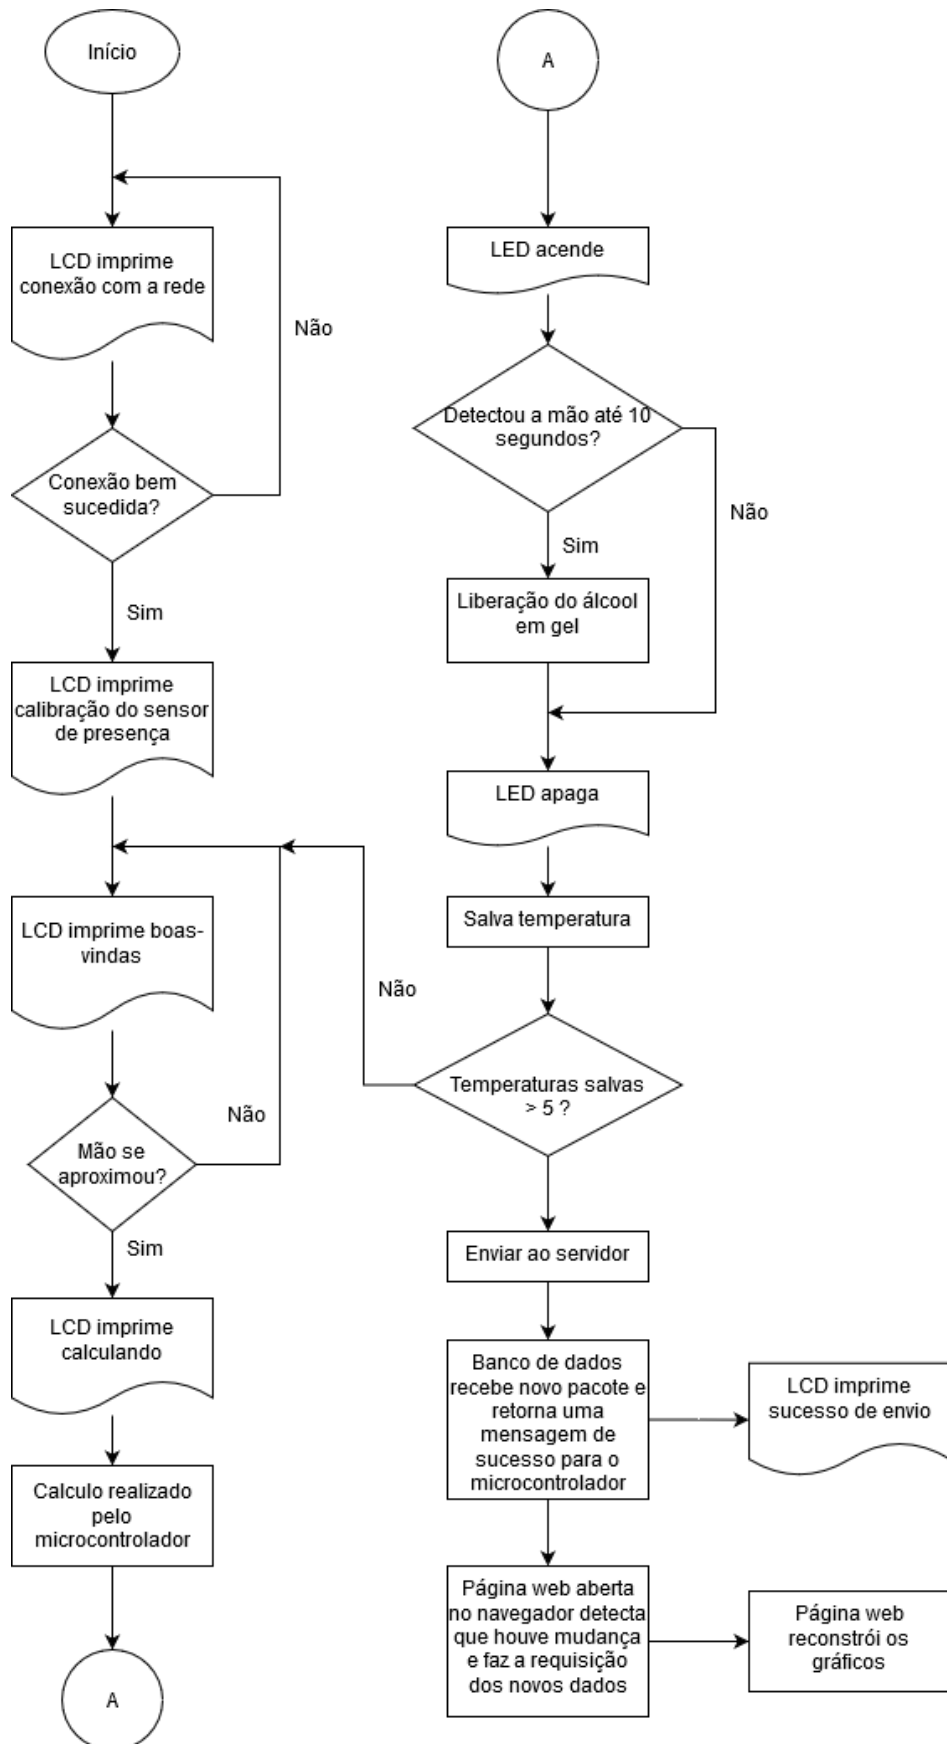 Início
LCD imprime
conexão com a rede
Não
Conexão bem
sucedida?
Sim
LCD imprime
calibração do sensor
de presença
LCD imprime boas-
vindas
Não
Mão se
aproximou?
Sim
LCD imprime
calculando
Calculo realizado
pelo
microcontrolador
A
A
LED acende
Detectou a mão até 10
segundos?
Não
Sim
Liberação do álcool
em gel
LED apaga
Salva temperatura
Não
Temperaturas salvas
> 5 ?
Enviar ao servidor
Banco de dados
recebe novo pacote e
retorna uma
mensagem de
sucesso para o
microcontrolador
LCD imprime
sucesso de envio
Página web aberta
no navegador detecta
que houve mudança
e faz a requisição
dos novos dados
Página web
reconstrói os
gráficos